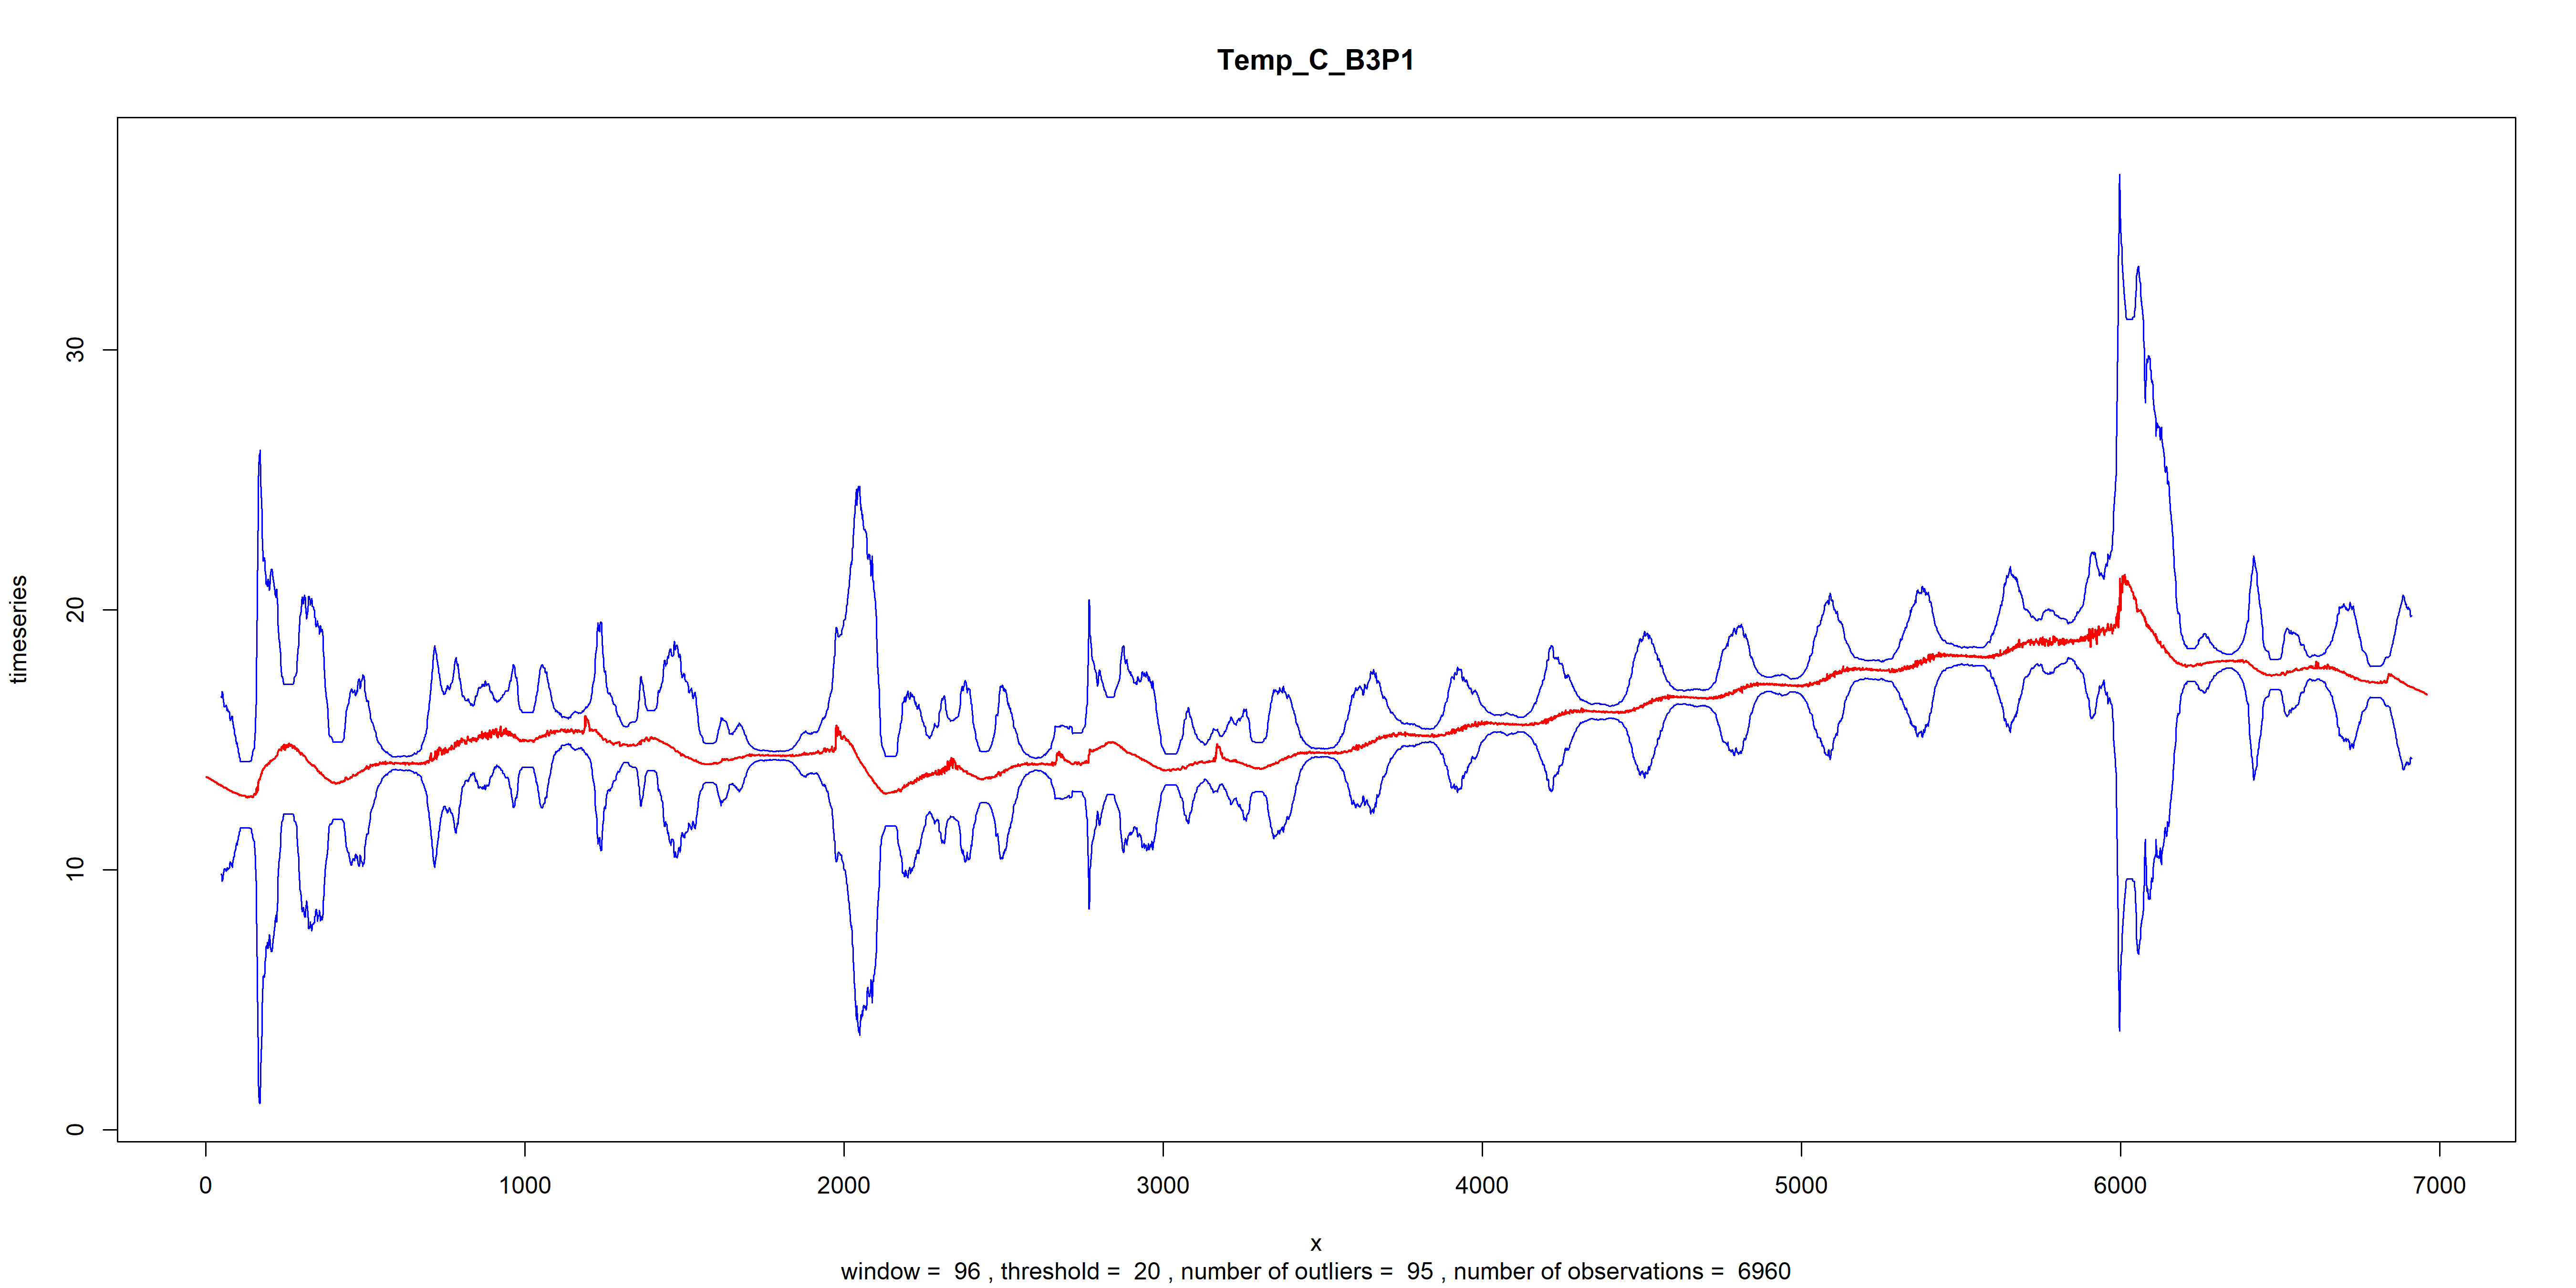 Temp_C_B3P1
timeseries
30
20
10
0
0 1000 2000 3000 4000 5000 6000 7000
x
window =  96 , threshold =  20 , number of outliers =  95 , number of observations =  6960